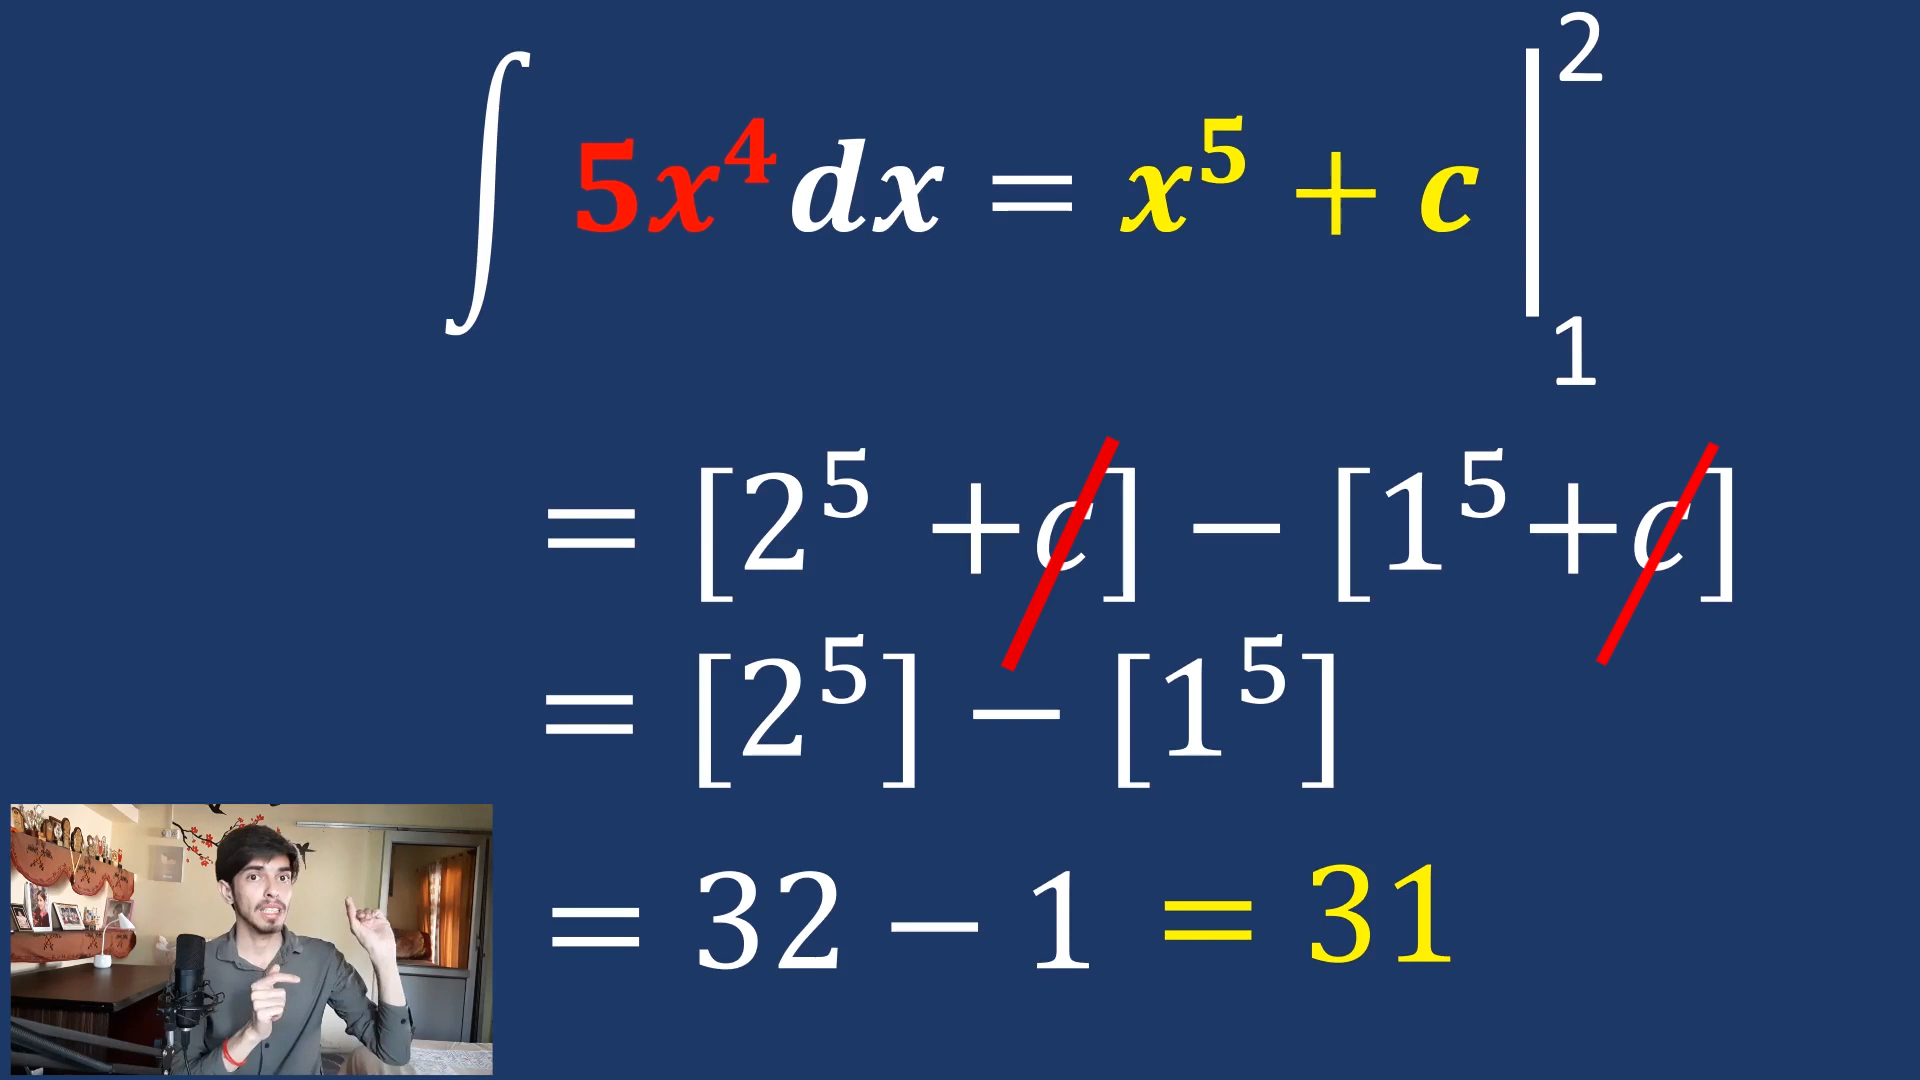 ∫ 5x⁴dx = x⁵ + c |₁²
= [2⁵ +c] − [1⁵+c]
= [2⁵] − [1⁵]
= 32 − 1 = 31